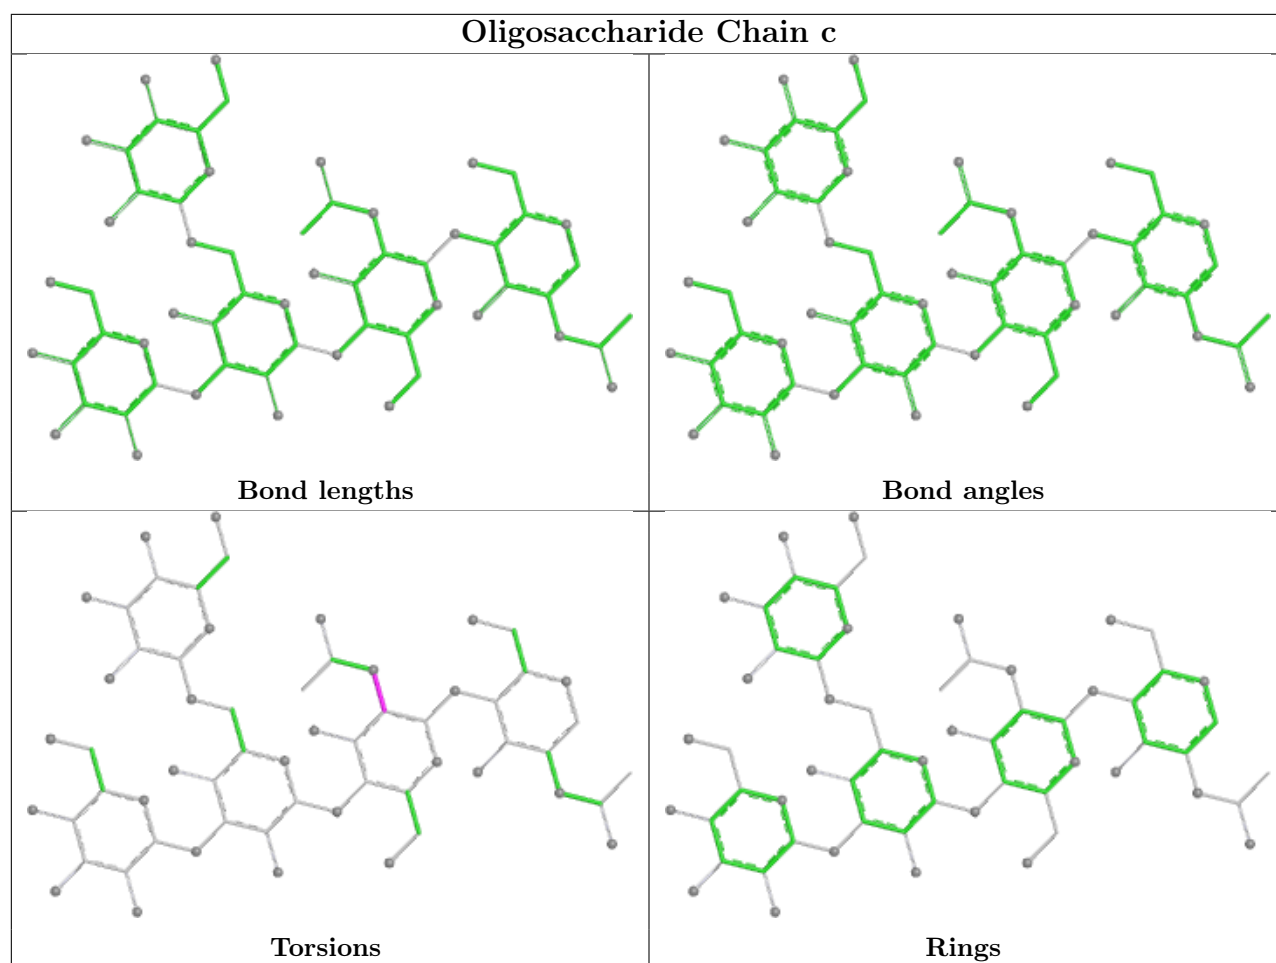 Oligosaccharide Chain c
Bond lengths
Bond angles
Torsions
Rings